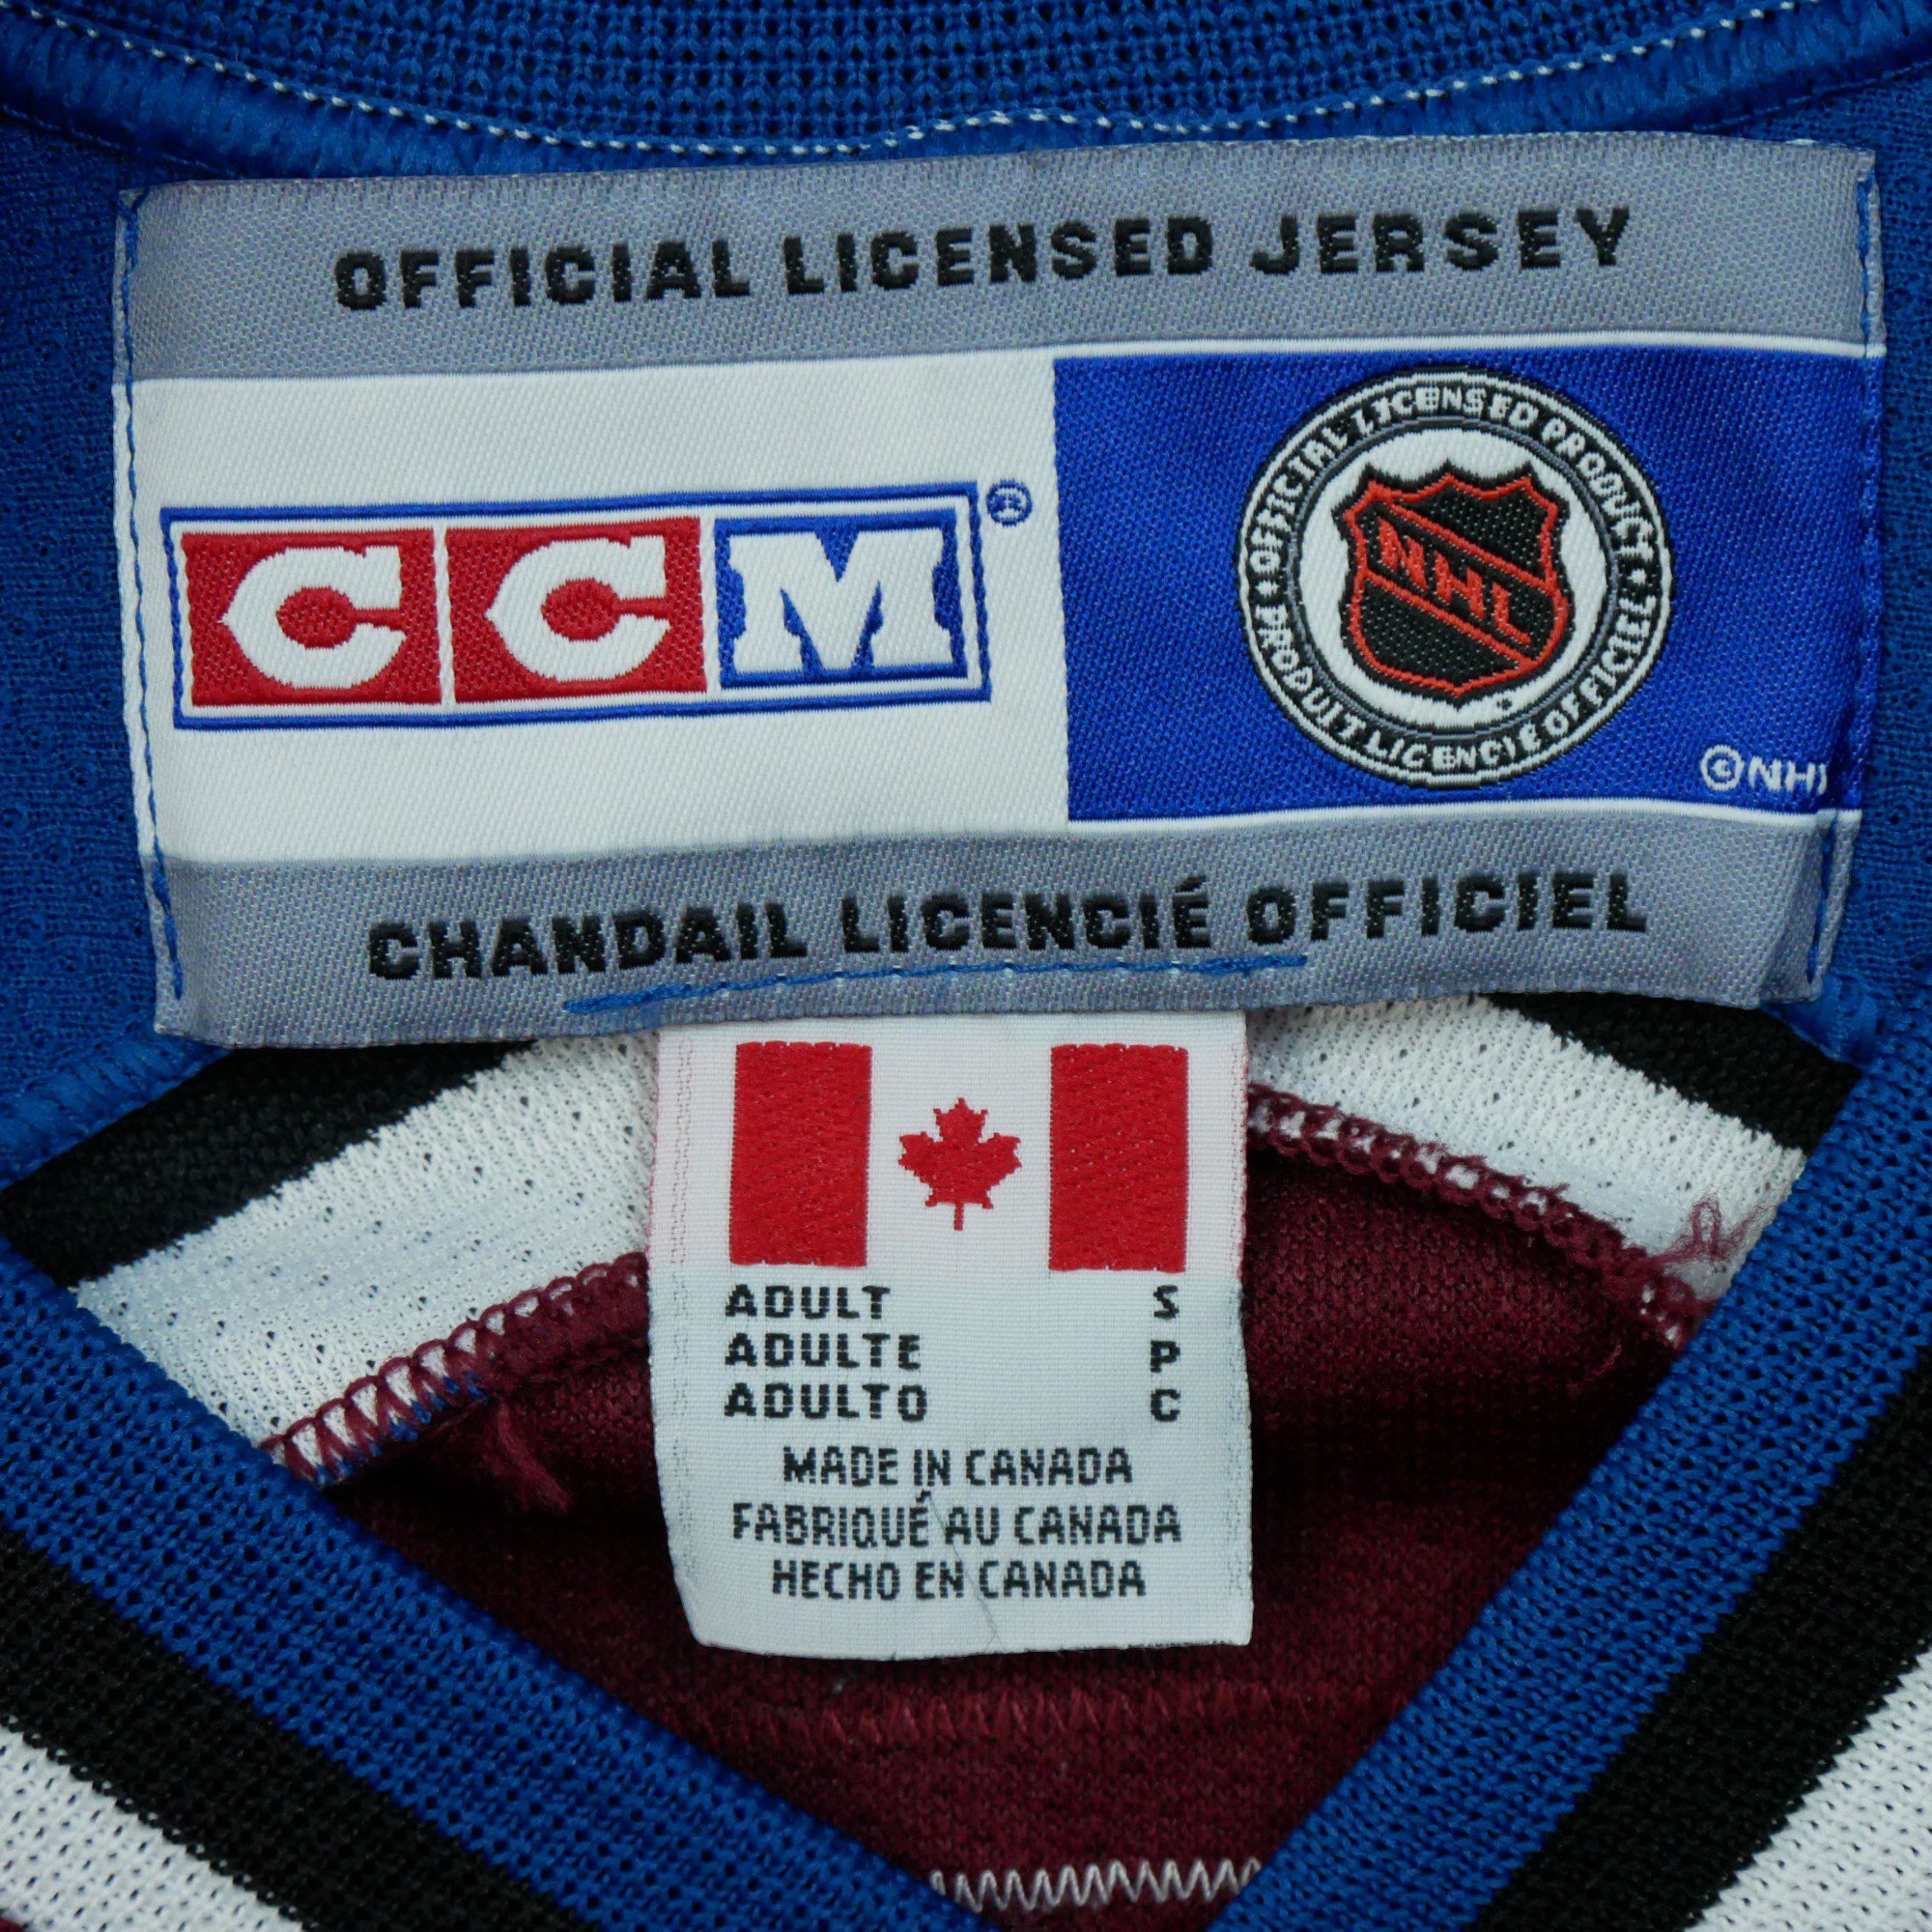 OFFICIAL LICENSED JERSEY
CCM®
OFFICIAL LICENSED PRODUCT •
NHL
PRODUIT LICENCIÉ OFFICIEL •
©NHL
CHANDAIL LICENCIÉ OFFICIEL
ADULT S
ADULTE P
ADULTO C
MADE IN CANADA
FABRIQUÉ AU CANADA
HECHO EN CANADA